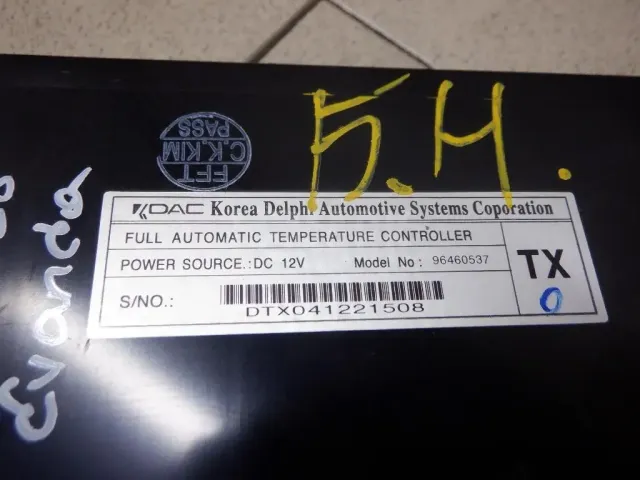 5.H.
FFT
C.K.KIM
PASS
KDAC Korea Delphi Automotive Systems Coporation
FULL AUTOMATIC TEMPERATURE CONTROLLER
POWER SOURCE.:DC 12V Model No : 96460537
TX
0
S/NO.:
DTX041221508
Evanda